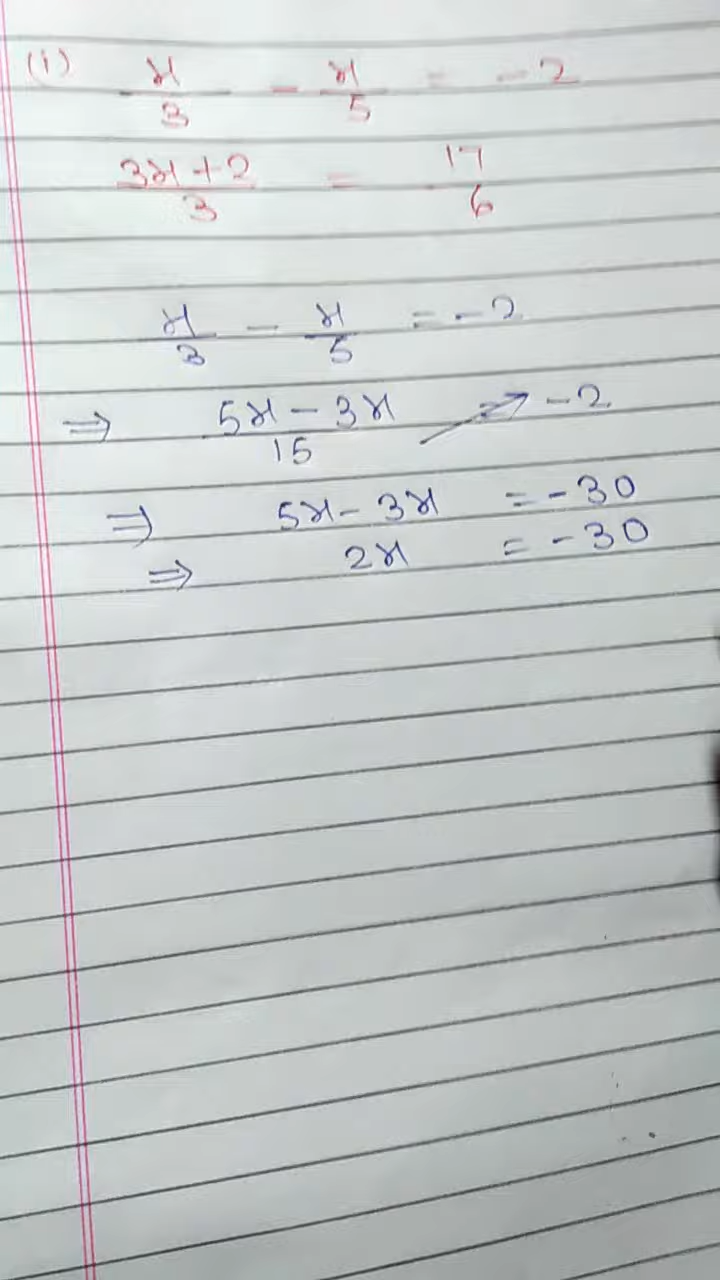 (i) x/3 - x/5 = -2
3x+2/3 = 17/6
x/3 - x/5 = -2
⇒ 5x - 3x/15 = -2
⇒ 5x - 3x = -30
⇒ 2x = -30